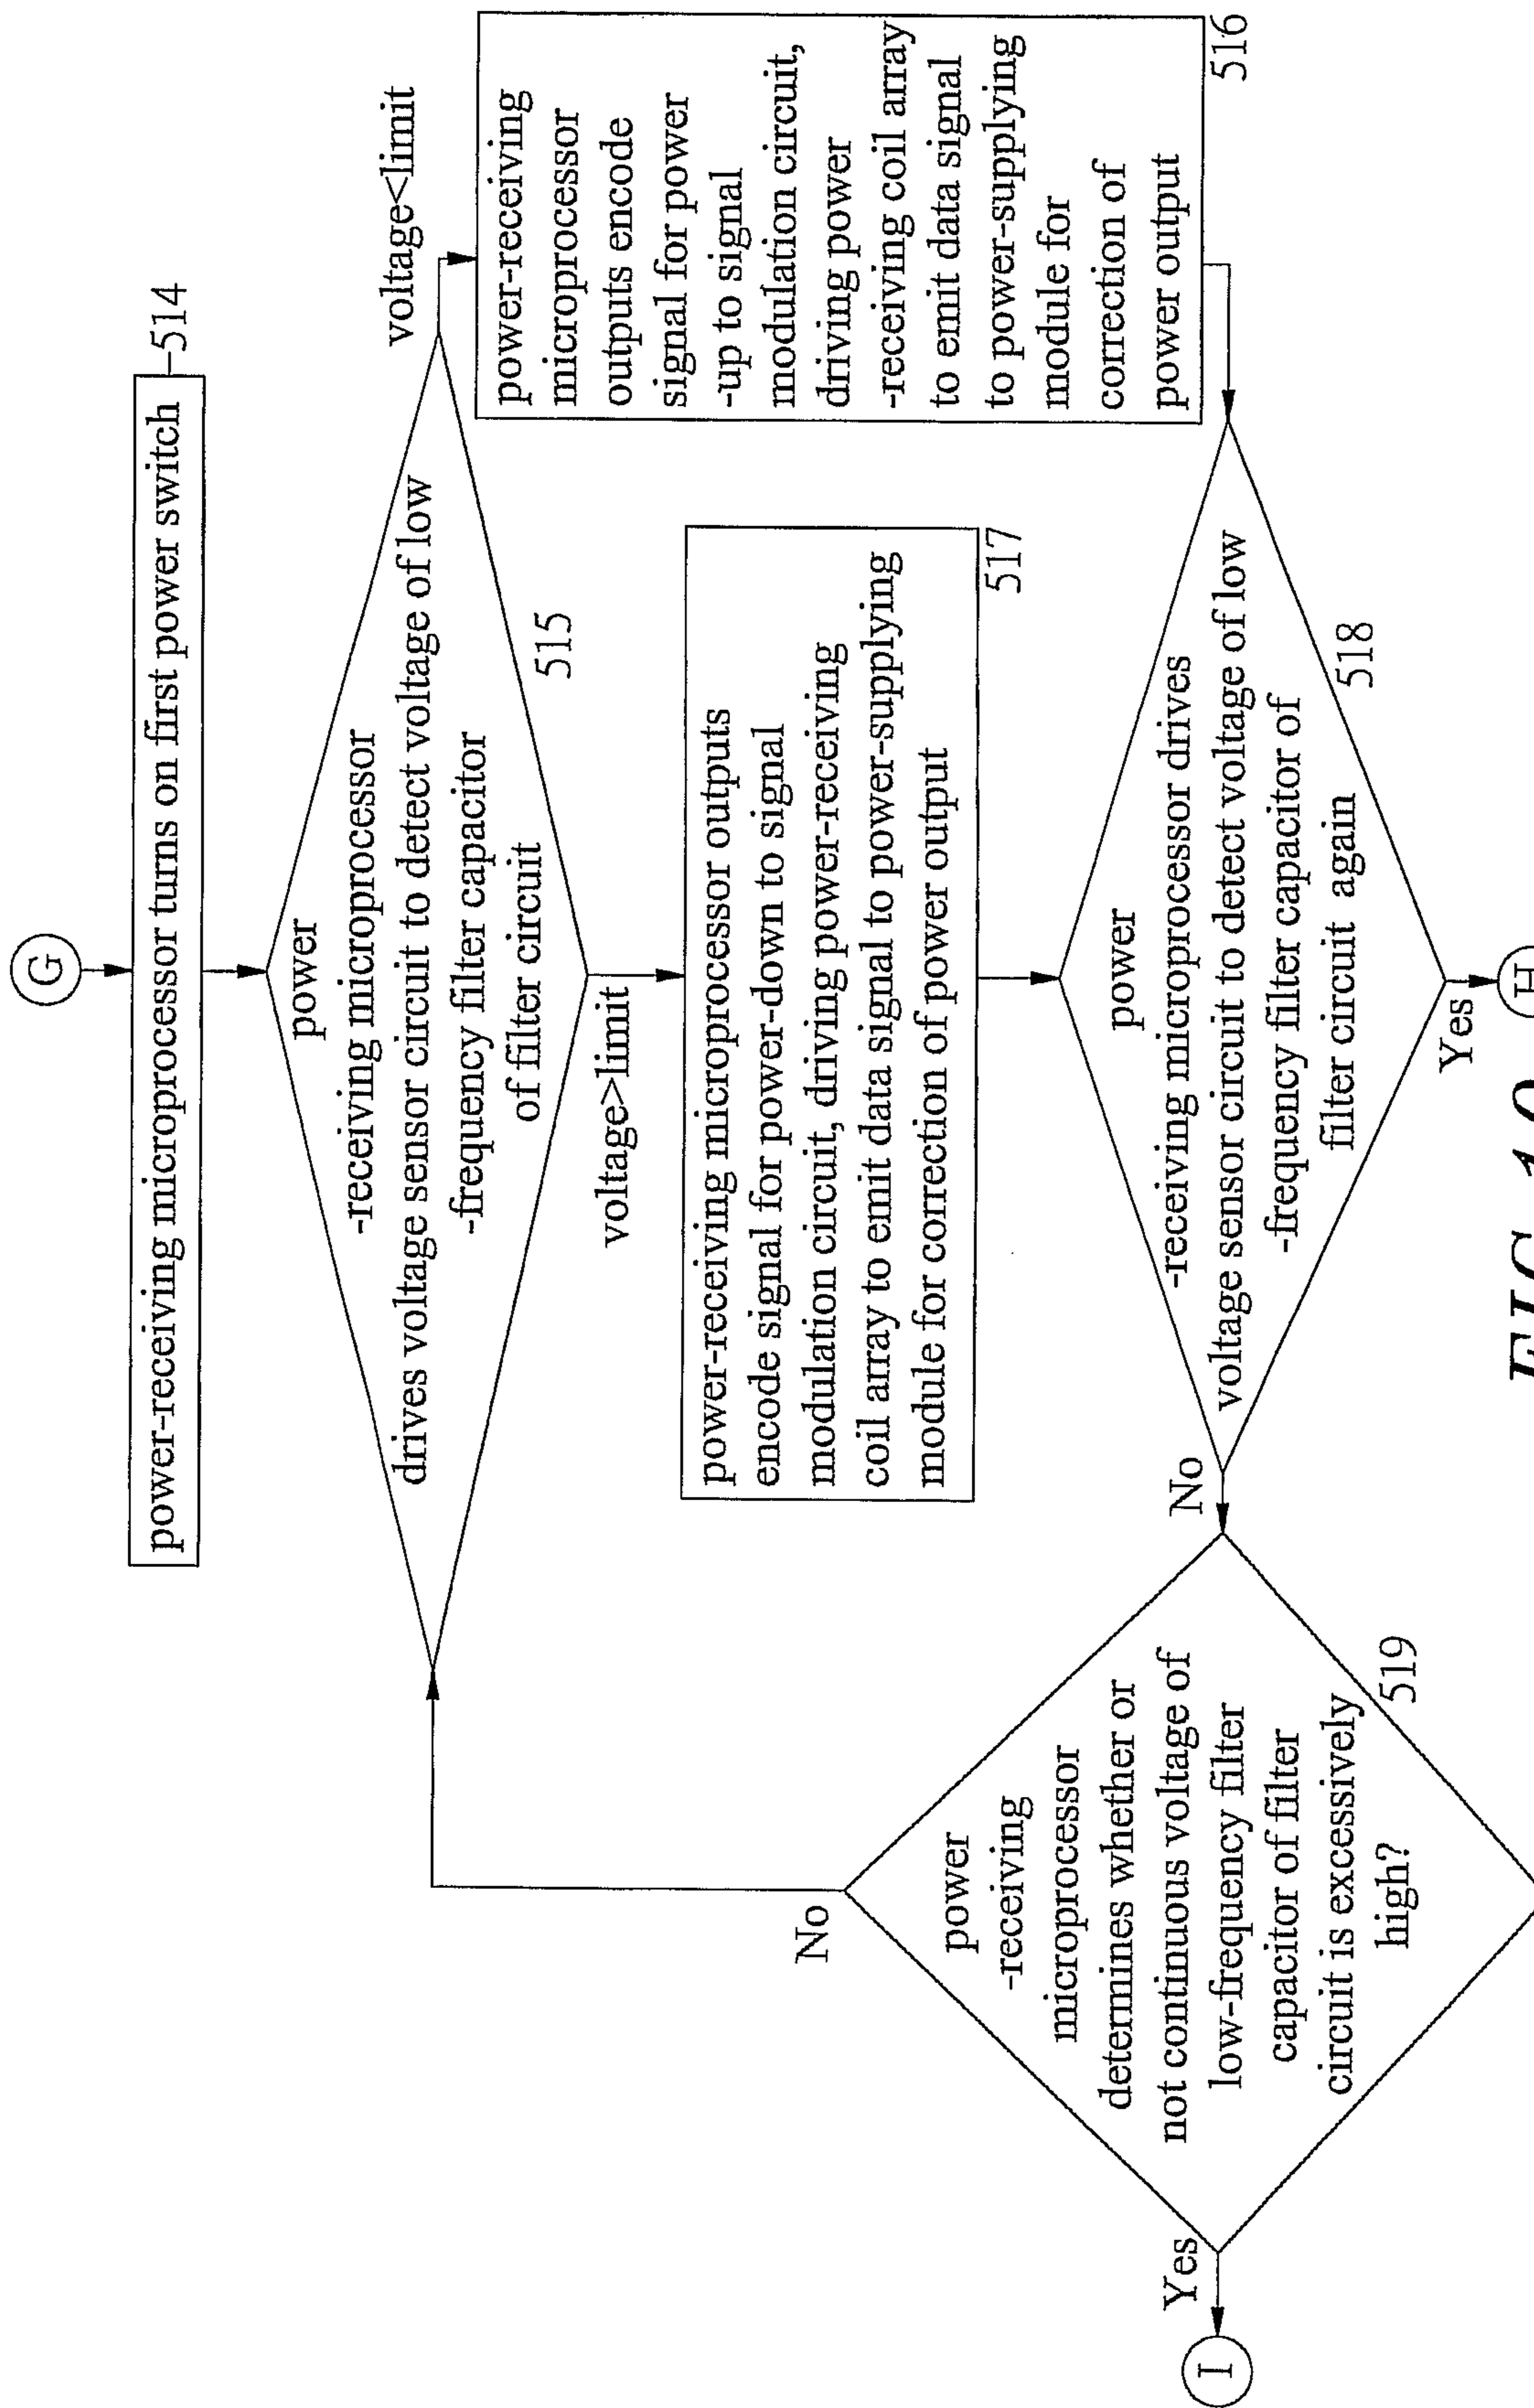 G
power-receiving microprocessor turns on first power switch
514
power
-receiving microprocessor
drives voltage sensor circuit to detect voltage of low
-frequency filter capacitor
of filter circuit
515
voltage<limit
power-receiving
microprocessor
outputs encode
signal for power
-up to signal
modulation circuit,
driving power
-receiving coil array
to emit data signal
to power-supplying
module for
correction of
power output
516
voltage>limit
power-receiving microprocessor outputs
encode signal for power-down to signal
modulation circuit, driving power-receiving
coil array to emit data signal to power-supplying
module for correction of power output
517
power
-receiving microprocessor drives
voltage sensor circuit to detect voltage of low
-frequency filter capacitor of
filter circuit again
518
No
Yes
H
No
power
-receiving
microprocessor
determines whether or
not continuous voltage of
low-frequency filter
capacitor of filter
circuit is excessively
high?
519
Yes
I
FIG.